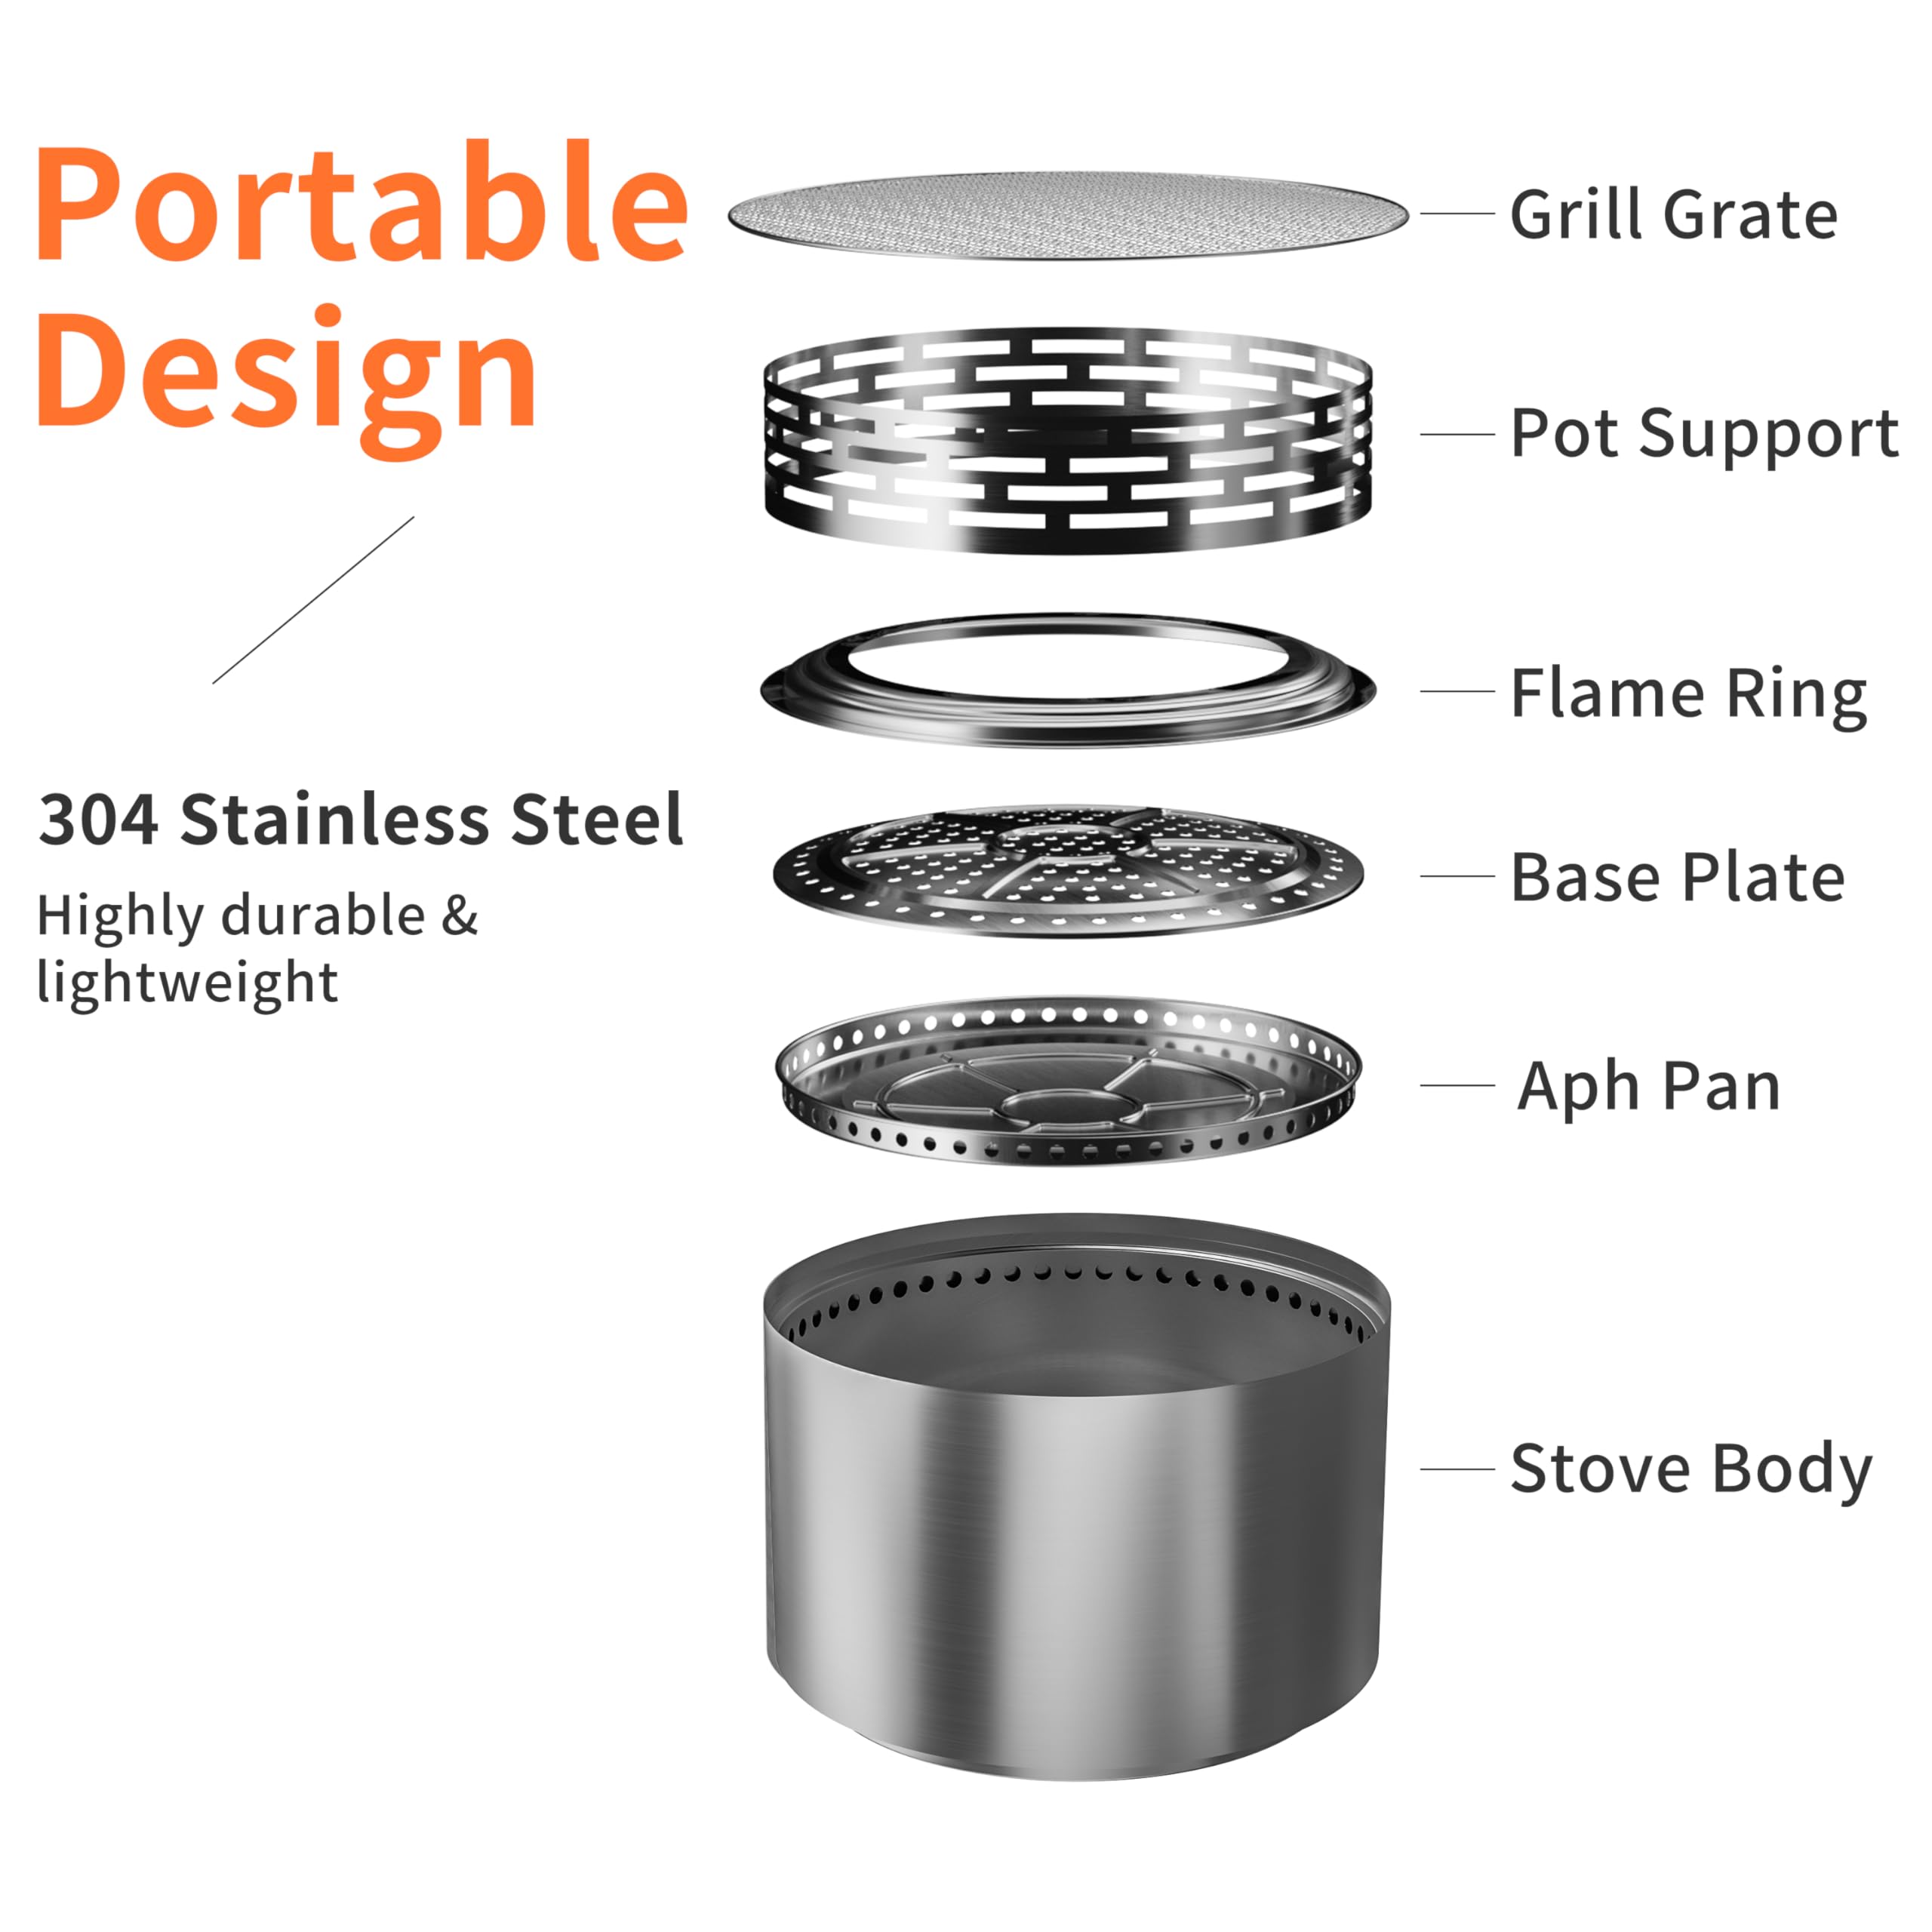 Portable
Design
304 Stainless Steel
Highly durable &
lightweight
Grill Grate
Pot Support
Flame Ring
Base Plate
Aph Pan
Stove Body